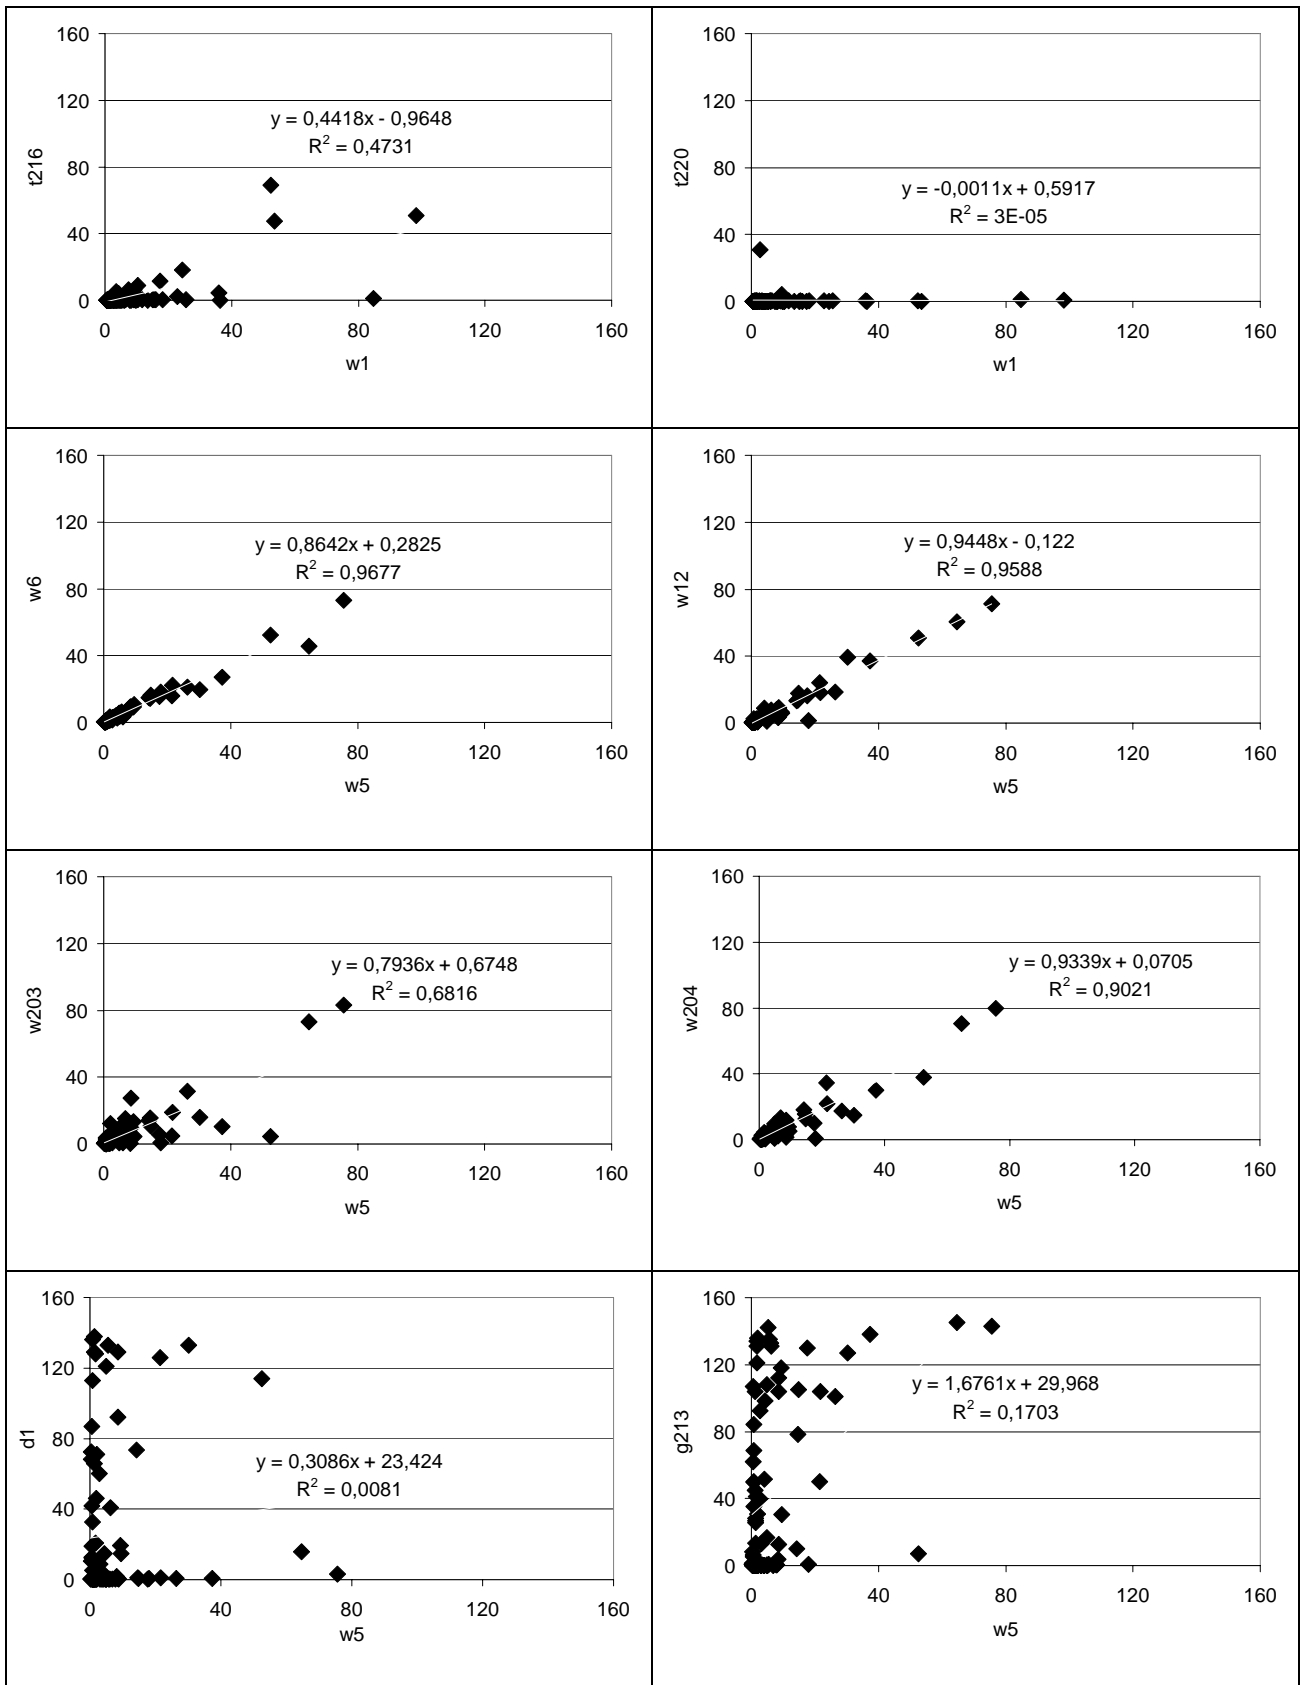 160
120
80
40
0
t216
y = 0,4418x - 0,9648
R² = 0,4731
0 40 80 120 160
w1
160
120
80
40
0
t220
y = -0,0011x + 0,5917
R² = 3E-05
0 40 80 120 160
w1
160
120
80
40
0
w6
y = 0,8642x + 0,2825
R² = 0,9677
0 40 80 120 160
w5
160
120
80
40
0
w12
y = 0,9448x - 0,122
R² = 0,9588
0 40 80 120 160
w5
160
120
80
40
0
w203
y = 0,7936x + 0,6748
R² = 0,6816
0 40 80 120 160
w5
160
120
80
40
0
w204
y = 0,9339x + 0,0705
R² = 0,9021
0 40 80 120 160
w5
160
120
80
40
0
d1
y = 0,3086x + 23,424
R² = 0,0081
0 40 80 120 160
w5
160
120
80
40
0
g213
y = 1,6761x + 29,968
R² = 0,1703
0 40 80 120 160
w5